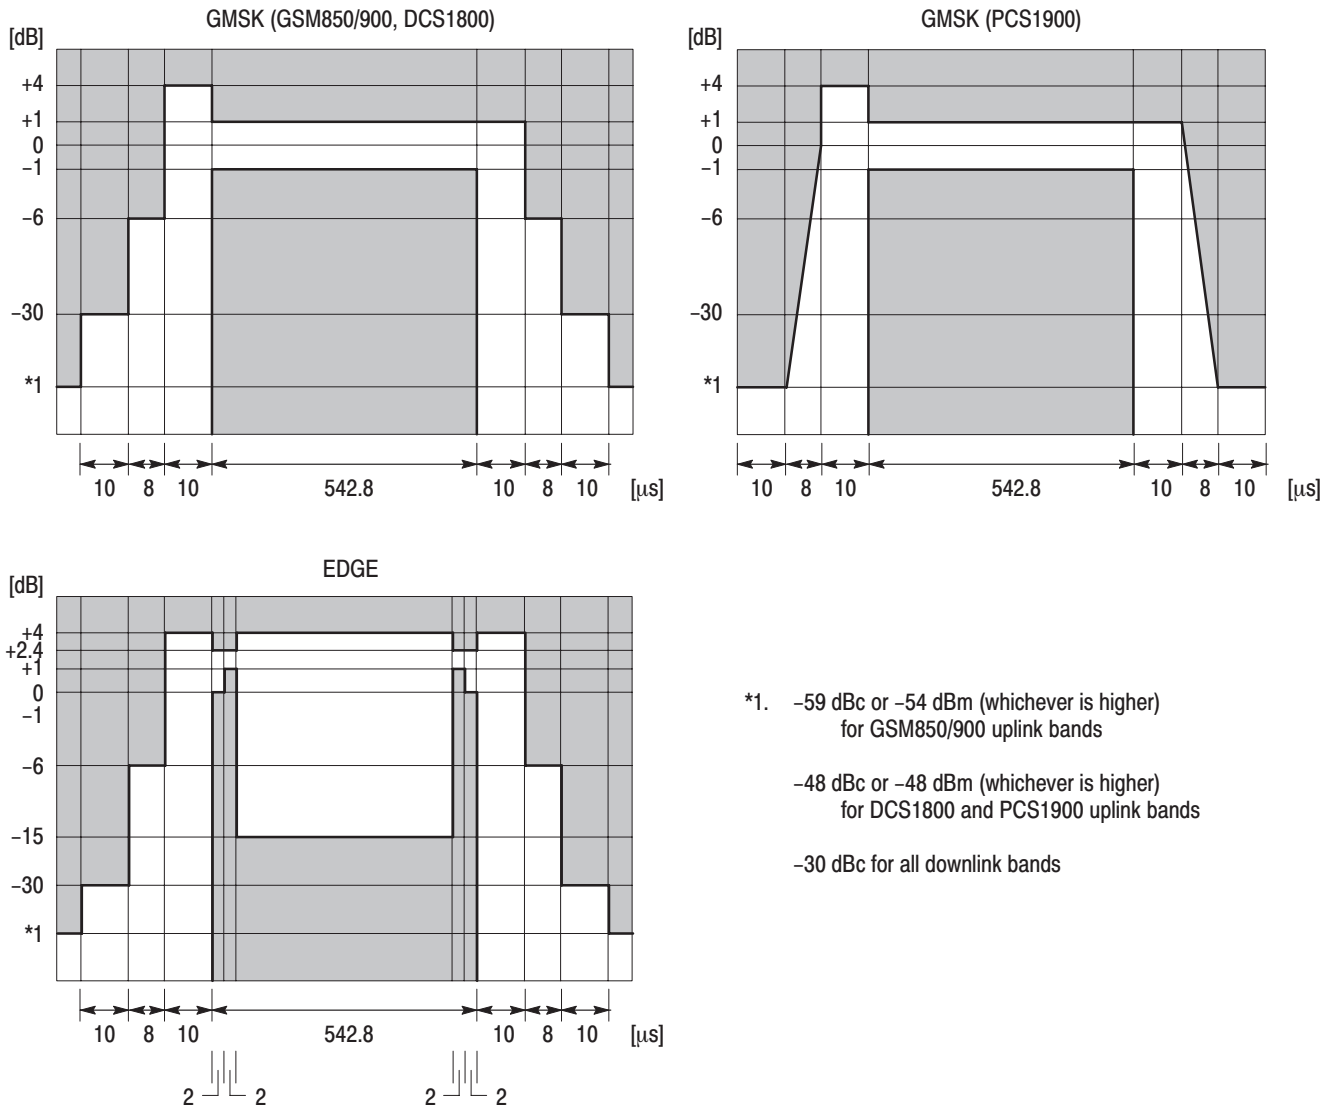 GMSK (GSM850/900, DCS1800)
[dB]
+4
+1
0
−1
−6
−30
*1
10 8 10 542.8 10 8 10 [μs]
GMSK (PCS1900)
[dB]
+4
+1
0
−1
−6
−30
*1
10 8 10 542.8 10 8 10 [μs]
EDGE
[dB]
+4
+2.4
+1
0
−1
−6
−15
−30
*1
10 8 10 542.8 10 8 10 [μs]
2 2 2 2
*1. −59 dBc or −54 dBm (whichever is higher)
for GSM850/900 uplink bands
−48 dBc or −48 dBm (whichever is higher)
for DCS1800 and PCS1900 uplink bands
−30 dBc for all downlink bands